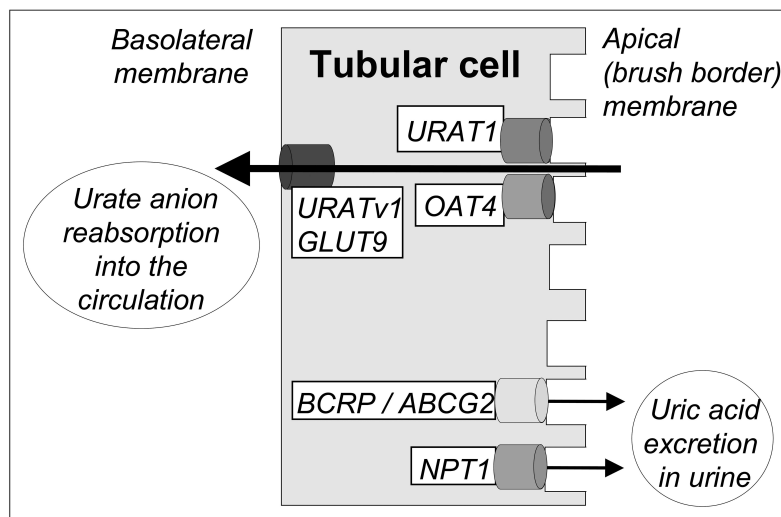 Basolateral
membrane
Tubular cell
Apical
(brush border)
membrane
URAT1
OAT4
URATv1
GLUT9
Urate anion
reabsorption
into the
circulation
BCRP / ABCG2
NPT1
Uric acid
excretion
in urine